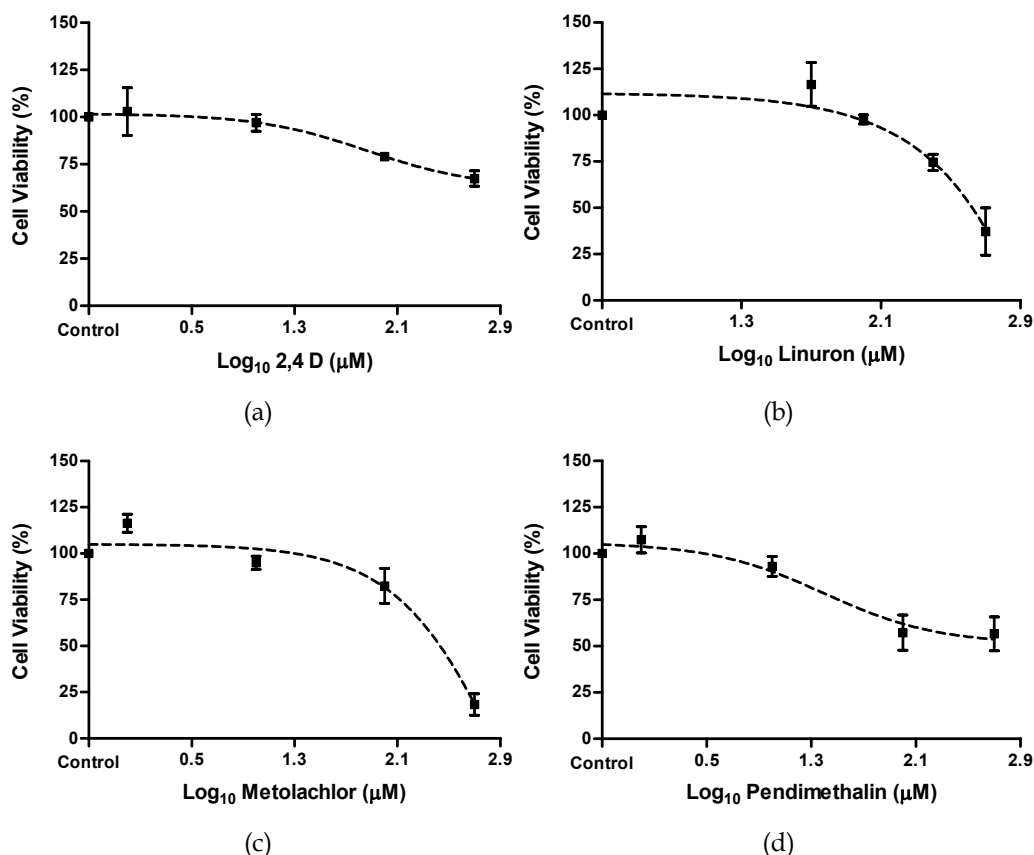 150
125
100
75
50
25
0
Cell Viability (%)
Control 0.5 1.3 2.1 2.9
Log₁₀ 2,4 D (μM)
(a)
150
125
100
75
50
25
0
Cell Viability (%)
Control 1.3 2.1 2.9
Log₁₀ Linuron (μM)
(b)
150
125
100
75
50
25
0
Cell Viability (%)
Control 0.5 1.3 2.1 2.9
Log₁₀ Metolachlor (μM)
(c)
150
125
100
75
50
25
0
Cell Viability (%)
Control 0.5 1.3 2.1 2.9
Log₁₀ Pendimethalin (μM)
(d)